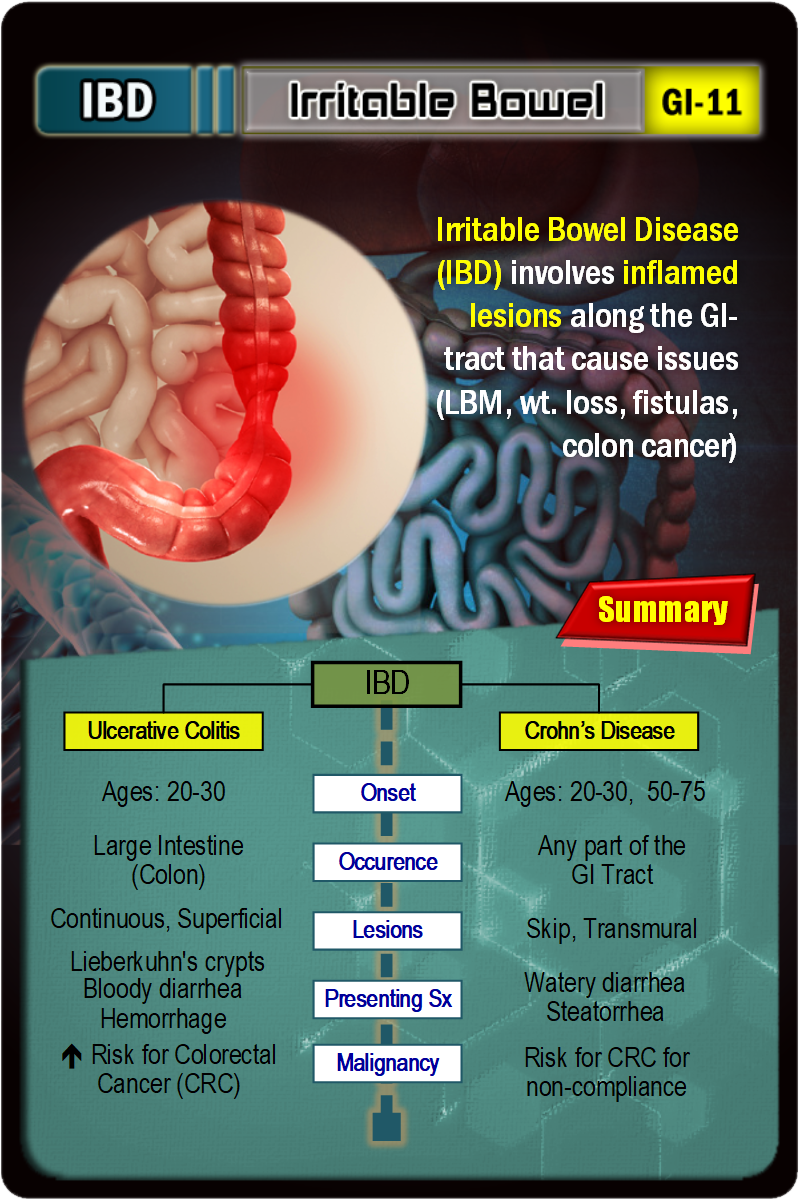 IBD
Irritable Bowel
GI-11
Irritable Bowel Disease
(IBD) involves inflamed
lesions along the GI-
tract that cause issues
(LBM, wt. loss, fistulas,
colon cancer)
Summary
IBD
Ulcerative Colitis
Crohn's Disease
Ages: 20-30
Onset
Ages: 20-30, 50-75
Large Intestine
(Colon)
Occurence
Any part of the
GI Tract
Continuous, Superficial
Lesions
Skip, Transmural
Lieberkuhn's crypts
Bloody diarrhea
Hemorrhage
Presenting Sx
Watery diarrhea
Steatorrhea
🡅 Risk for Colorectal
Cancer (CRC)
Malignancy
Risk for CRC for
non-compliance